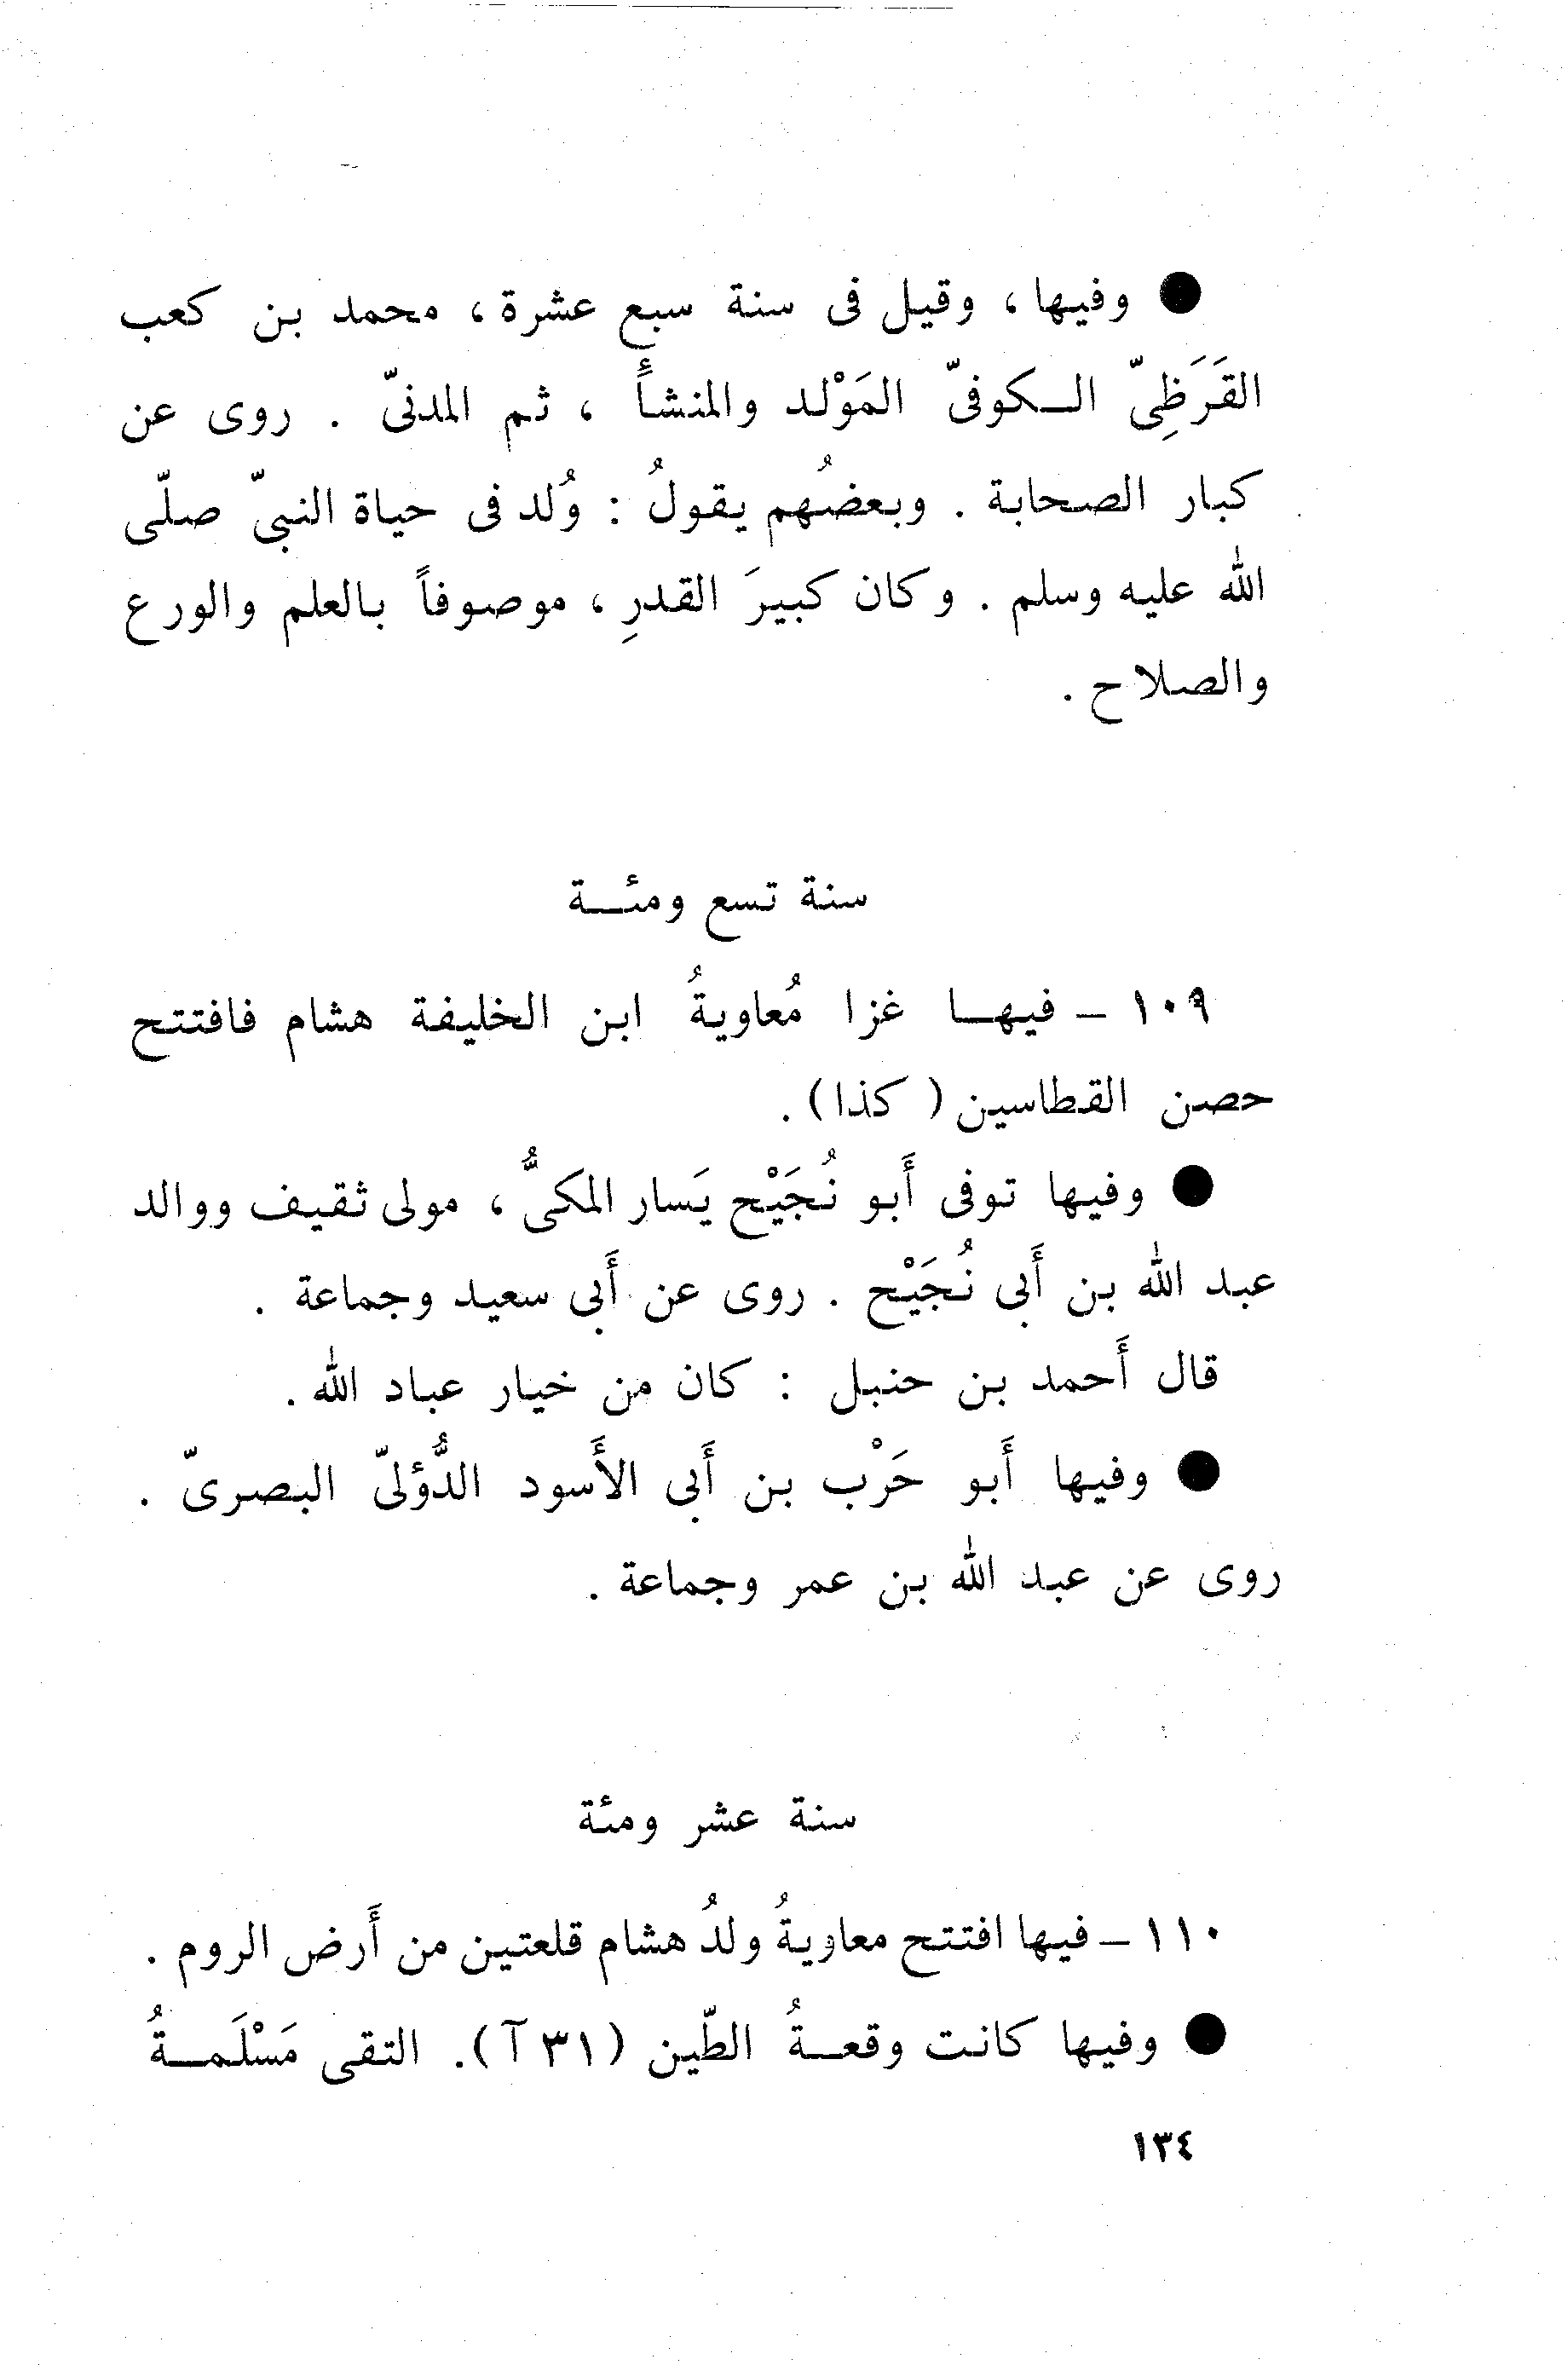 ● وفيها ، وقيل فى سنة سبع عشرة ، محمد بن كعب
القَرَظِىّ الكوفىّ المَوْلد والمنشأً ، ثم المدنىّ . روى عن
كبار الصحابة . وبعضُهم يقولُ : وُلد فى حياة النبىّ صلّى
الله عليه وسلم . وكان كبيرَ القدرِ ، موصوفاً بالعلم والورع
والصلاح .
سنة تسع ومئة
١٠٩ – فيها غزا مُعاويةُ ابن الخليفة هشام فافتتح
حصن القطاسين ( كذا ) .
● وفيها توفى أَبو نُجَيْح يَسار المكىُّ ، مولى ثقيف ووالد
عبد الله بن أَبى نُجَيْح . روى عن أَبى سعيد وجماعة .
قال أَحمد بن حنبل : كان من خيار عباد الله .
● وفيها أَبو حَرْب بن أَبى الأَسود الدُّؤلىّ البصرىّ .
روى عن عبد الله بن عمر وجماعة .
سنة عشر ومئة
١١٠ – فيها افتتح معاويةُ ولدُ هشام قلعتين من أَرض الروم .
● وفيها كانت وقعةُ الطّين (٣١ آ) . التقى مَسْلَمةُ
١٣٤